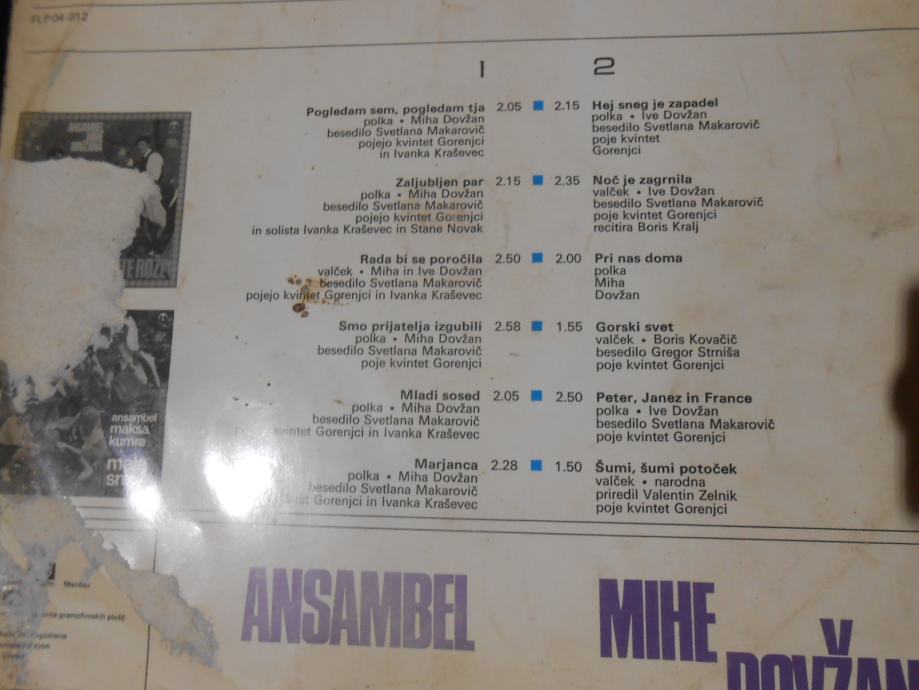 FLP 04-012
1
2
Pogledam sem, pogledam tja 2.05
polka • Miha Dovžan
besedilo Svetlana Makarovič
pojejo kvintet Gorenjci
in Ivanka Kraševec
Zaljubljen par 2.15
polka • Miha Dovžan
besedilo Svetlana Makarovič
pojejo kvintet Gorenjci
in solista Ivanka Kraševec in Stane Novak
Rada bi se poročila 2.50
valček • Miha in Ive Dovžan
besedilo Svetlana Makarovič
pojejo kvintet Gorenjci in Ivanka Kraševec
Smo prijatelja izgubili 2.58
polka • Miha Dovžan
besedilo Svetlana Makarovič
poje kvintet Gorenjci
Mladi sosed 2.05
polka • Miha Dovžan
besedilo Svetlana Makarovič
kvintet Gorenjci in Ivanka Kraševec
Marjanca 2.28
polka • Miha Dovžan
besedilo Svetlana Makarovič
Gorenjci in Ivanka Kraševec
2.15 Hej sneg je zapadel
polka • Ive Dovžan
besedilo Svetlana Makarovič
poje kvintet
Gorenjci
2.35 Noč je zagrnila
valček • Ive Dovžan
besedilo Svetlana Makarovič
poje kvintet Gorenjci
recitira Boris Kralj
2.00 Pri nas doma
polka
Miha
Dovžan
1.55 Gorski svet
valček • Boris Kovačič
besedilo Gregor Strniša
poje kvintet Gorenjci
2.50 Peter, Janez in France
polka • Ive Dovžan
besedilo Svetlana Makarovič
poje kvintet Gorenjci
1.50 Šumi, šumi potoček
valček • narodna
priredil Valentin Zelnik
poje kvintet Gorenjci
ANSAMBEL
ansambel
maksa
kumra
gramofonskih plošč
ANSAMBEL MIHE
DOVŽAN